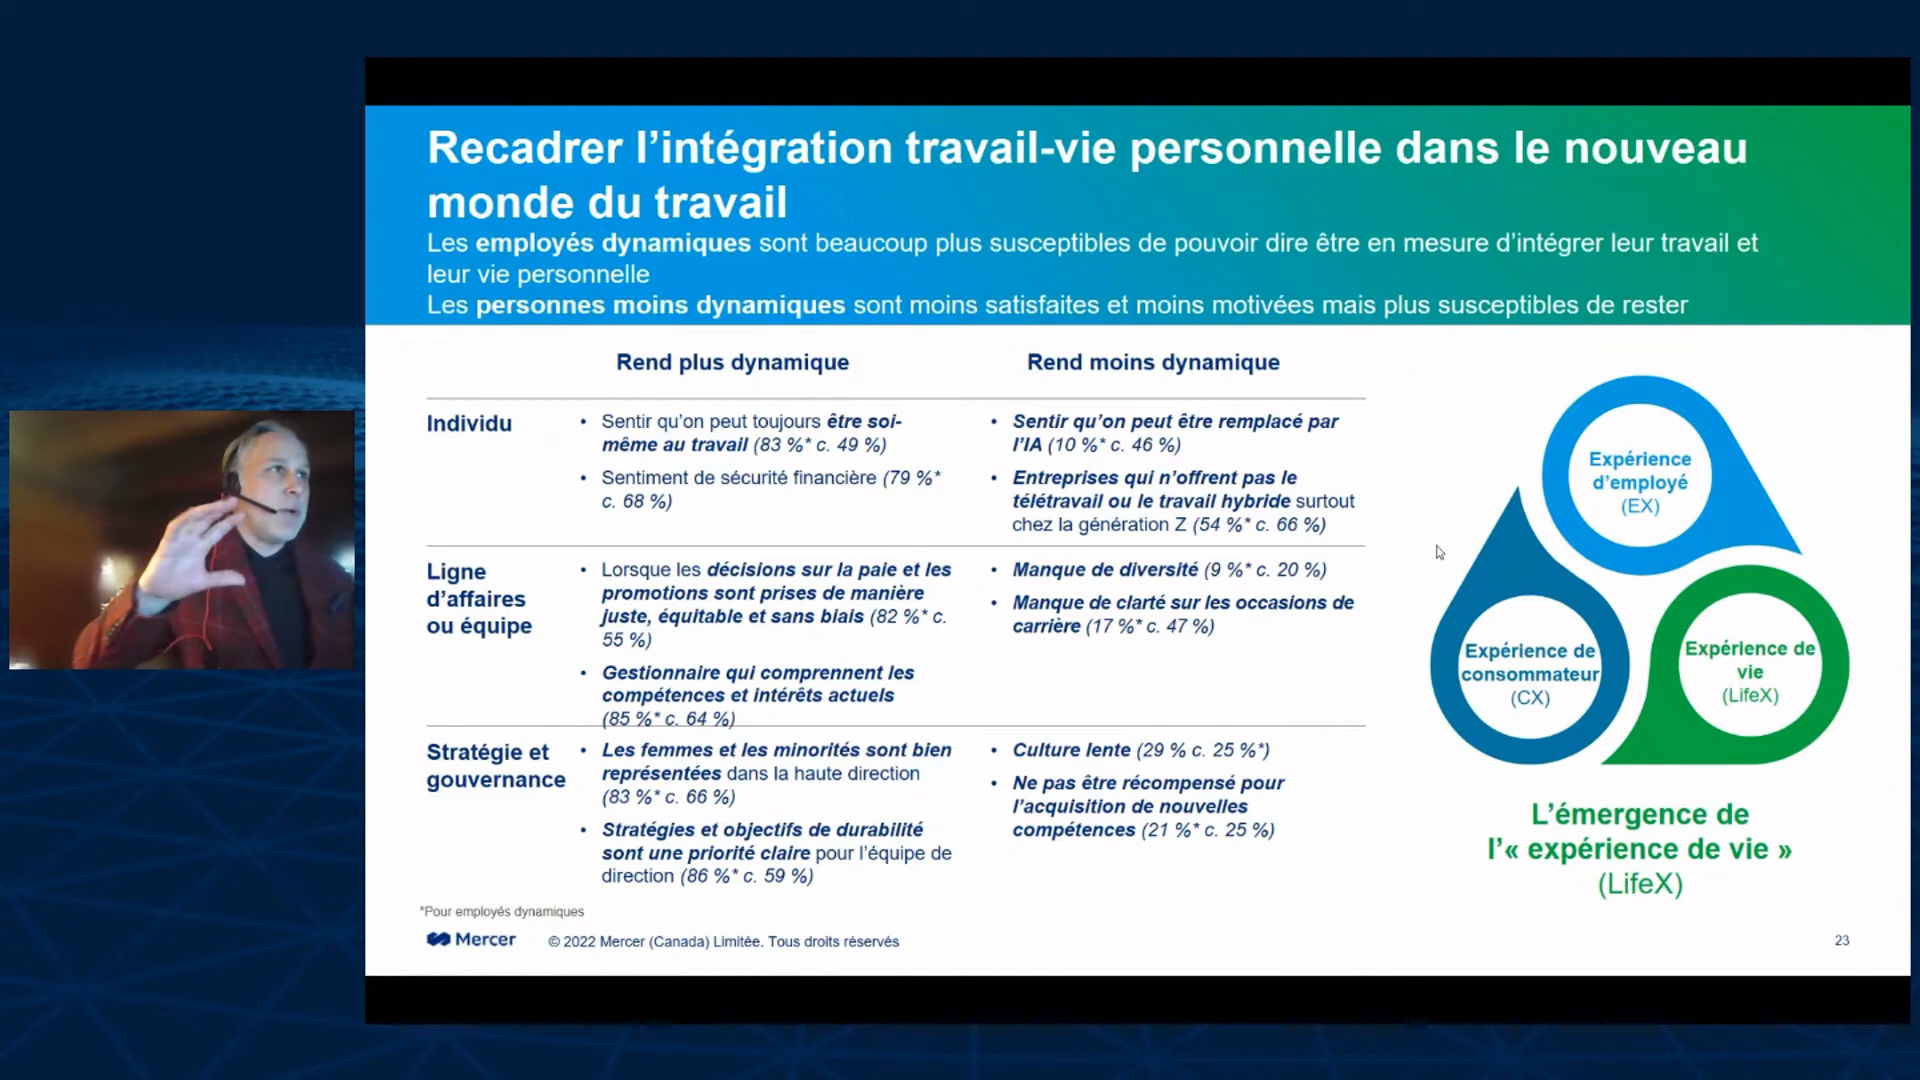 Recadrer l’intégration travail-vie personnelle dans le nouveau
monde du travail
Les employés dynamiques sont beaucoup plus susceptibles de pouvoir dire être en mesure d’intégrer leur travail et
leur vie personnelle
Les personnes moins dynamiques sont moins satisfaites et moins motivées mais plus susceptibles de rester
Rend plus dynamique
Rend moins dynamique
Individu
• Sentir qu’on peut toujours être soi-
même au travail (83 %* c. 49 %)
• Sentiment de sécurité financière (79 %*
c. 68 %)
• Sentir qu’on peut être remplacé par
l’IA (10 %* c. 46 %)
• Entreprises qui n’offrent pas le
télétravail ou le travail hybride surtout
chez la génération Z (54 %* c. 66 %)
Ligne
d’affaires
ou équipe
• Lorsque les décisions sur la paie et les
promotions sont prises de manière
juste, équitable et sans biais (82 %* c.
55 %)
• Gestionnaire qui comprennent les
compétences et intérêts actuels
(85 %* c. 64 %)
• Manque de diversité (9 %* c. 20 %)
• Manque de clarté sur les occasions de
carrière (17 %* c. 47 %)
Stratégie et
gouvernance
• Les femmes et les minorités sont bien
représentées dans la haute direction
(83 %* c. 66 %)
• Stratégies et objectifs de durabilité
sont une priorité claire pour l’équipe de
direction (86 %* c. 59 %)
• Culture lente (29 % c. 25 %*)
• Ne pas être récompensé pour
l’acquisition de nouvelles
compétences (21 %* c. 25 %)
Expérience
d’employé
(EX)
Expérience de
consommateur
(CX)
Expérience de
vie
(LifeX)
L’émergence de
l’« expérience de vie »
(LifeX)
*Pour employés dynamiques
Mercer
© 2022 Mercer (Canada) Limitée. Tous droits réservés
23